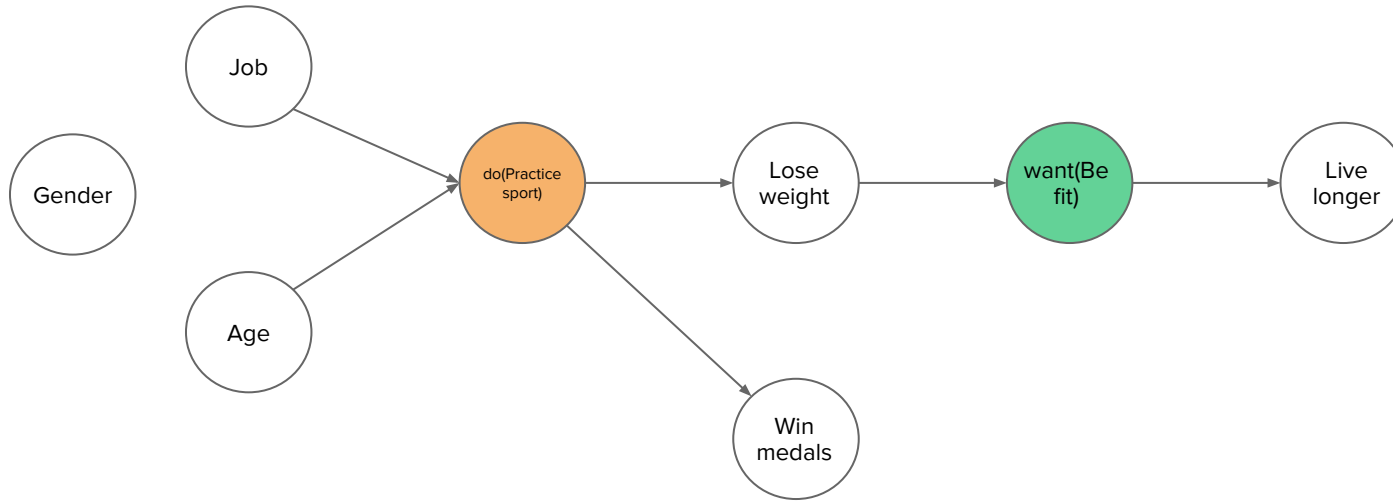 Job
Gender
Age
do(Practice
sport)
Lose
weight
want(Be
fit)
Live
longer
Win
medals